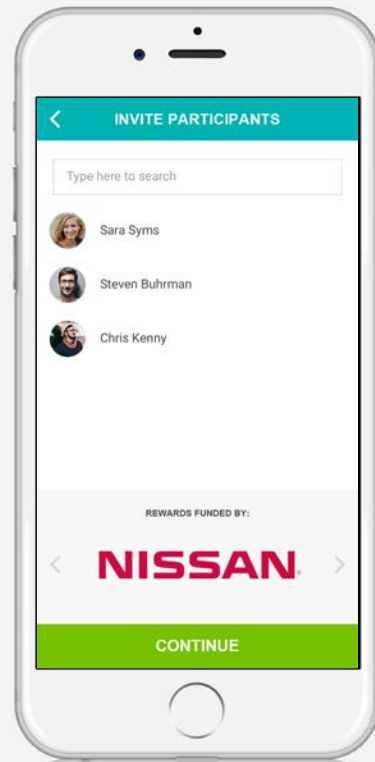 INVITE PARTICIPANTS
Type here to search
Sara Syms
Steven Buhrman
Chris Kenny
REWARDS FUNDED BY:
NISSAN
CONTINUE